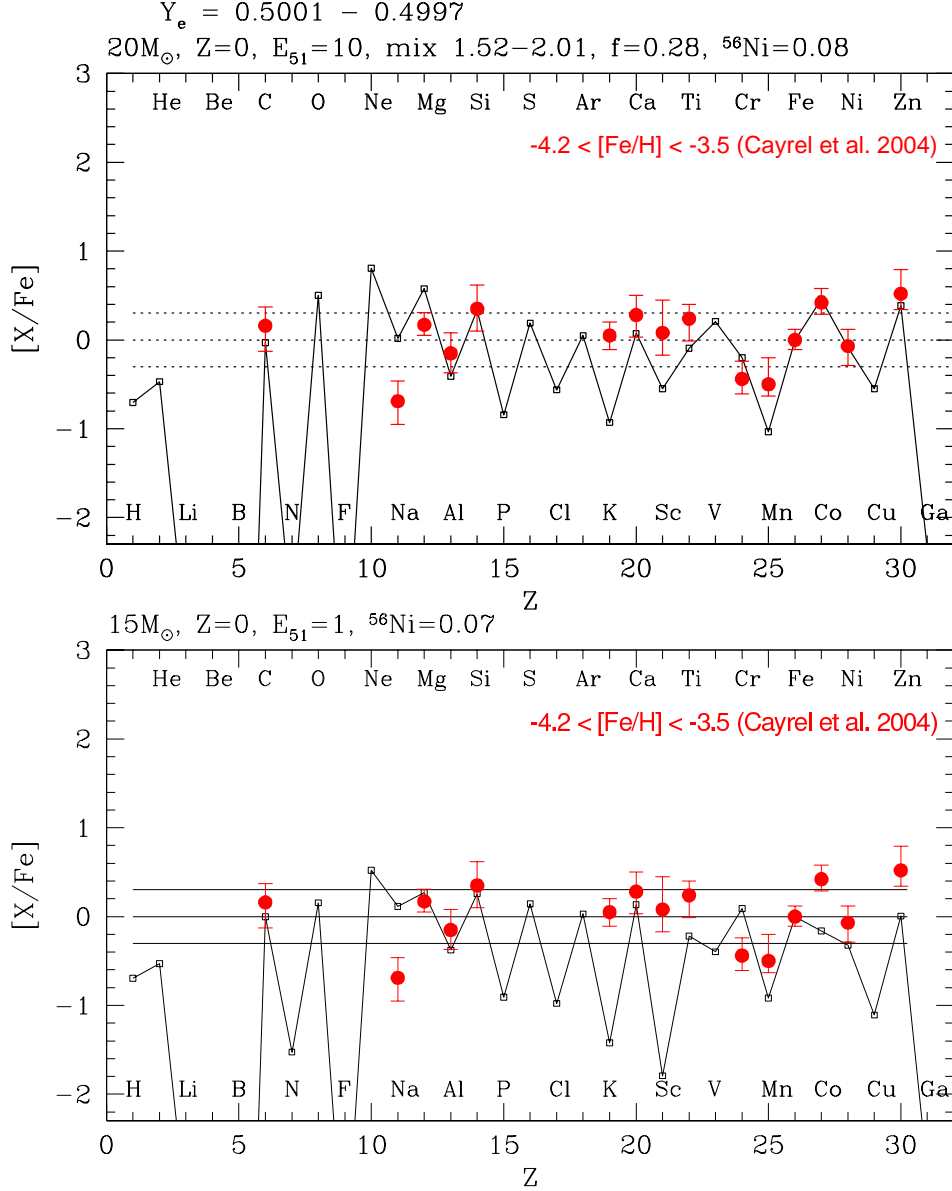 Yₑ = 0.5001 − 0.4997
20M☉, Z=0, E₅₁=10, mix 1.52−2.01, f=0.28, ⁵⁶Ni=0.08
3
He Be C O Ne Mg Si S Ar Ca Ti Cr Fe Ni Zn
-4.2 < [Fe/H] < -3.5 (Cayrel et al. 2004)
2
1
[X/Fe]
0
−1
−2
H Li B N F Na Al P Cl K Sc V Mn Co Cu Ga
0 5 10 15 20 25 30
Z
15M☉, Z=0, E₅₁=1, ⁵⁶Ni=0.07
3
He Be C O Ne Mg Si S Ar Ca Ti Cr Fe Ni Zn
-4.2 < [Fe/H] < -3.5 (Cayrel et al. 2004)
2
1
[X/Fe]
0
−1
−2
H Li B N F Na Al P Cl K Sc V Mn Co Cu Ga
0 5 10 15 20 25 30
Z